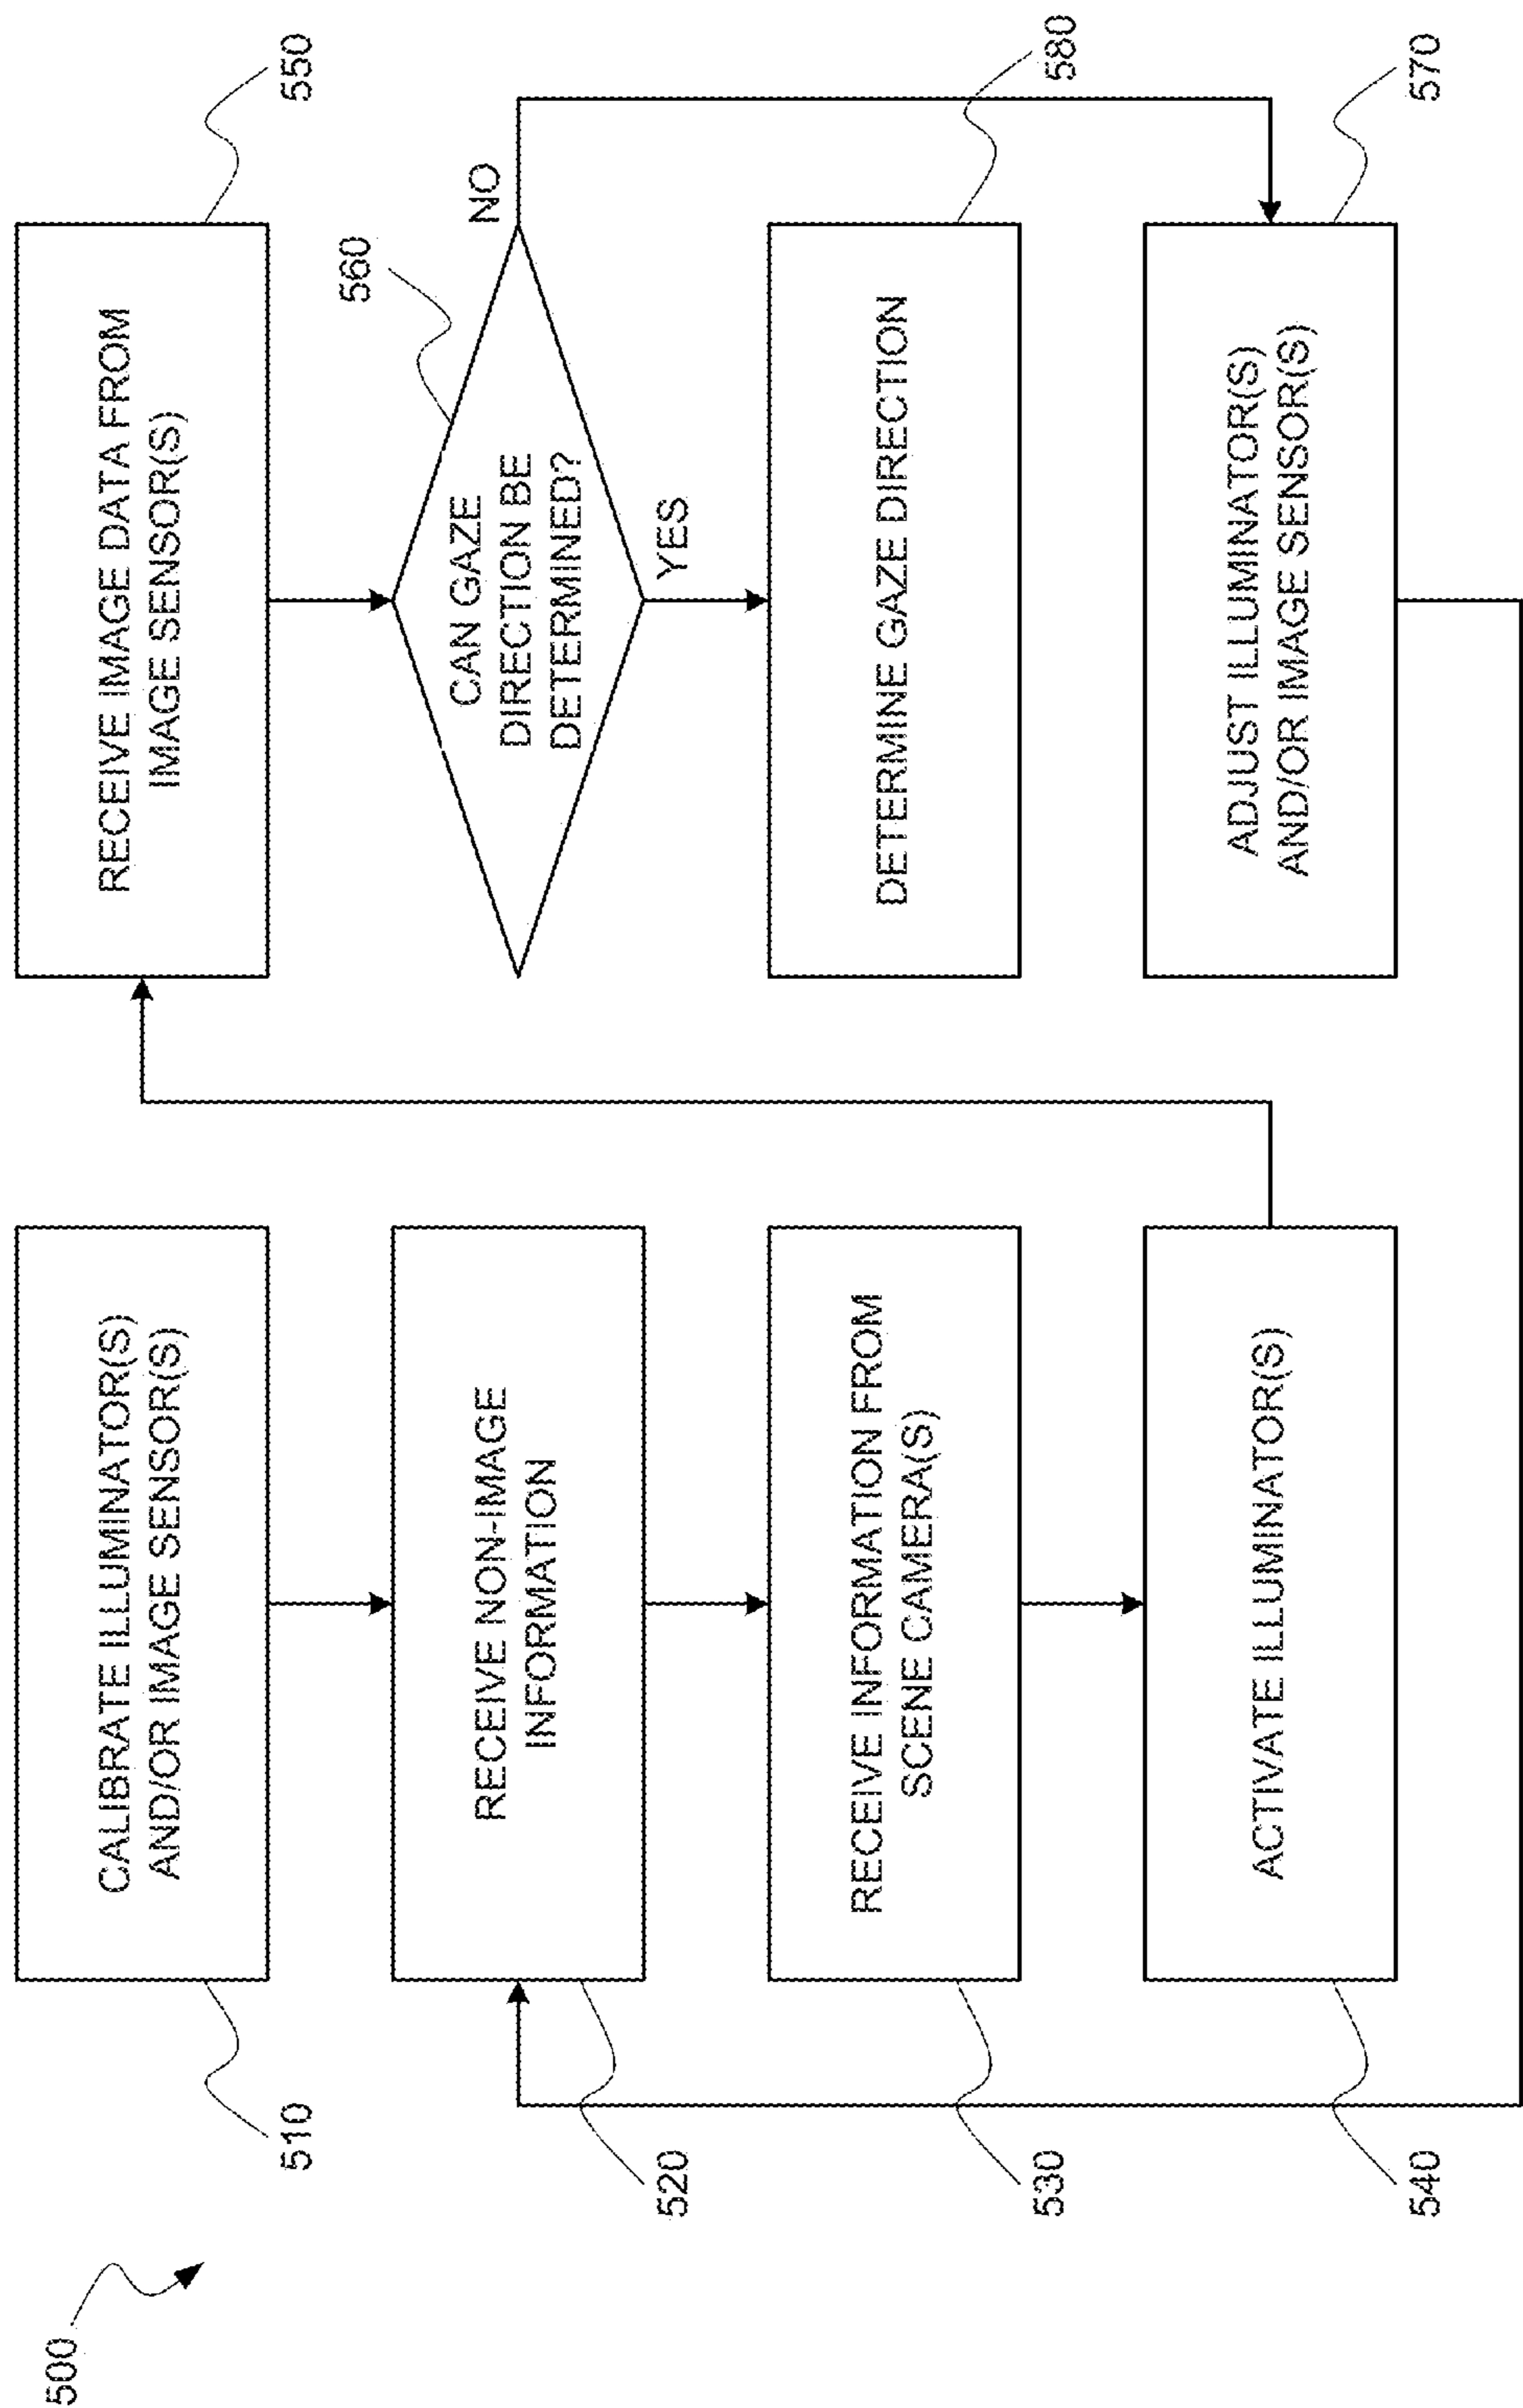 500
510
CALIBRATE ILLUMINATOR(S)
AND/OR IMAGE SENSOR(S)
520
RECEIVE NON-IMAGE
INFORMATION
530
RECEIVE INFORMATION FROM
SCENE CAMERA(S)
540
ACTIVATE ILLUMINATOR(S)
550
RECEIVE IMAGE DATA FROM
IMAGE SENSOR(S)
560
CAN GAZE
DIRECTION BE
DETERMINED?
NO
YES
580
DETERMINE GAZE DIRECTION
570
ADJUST ILLUMINATOR(S)
AND/OR IMAGE SENSOR(S)